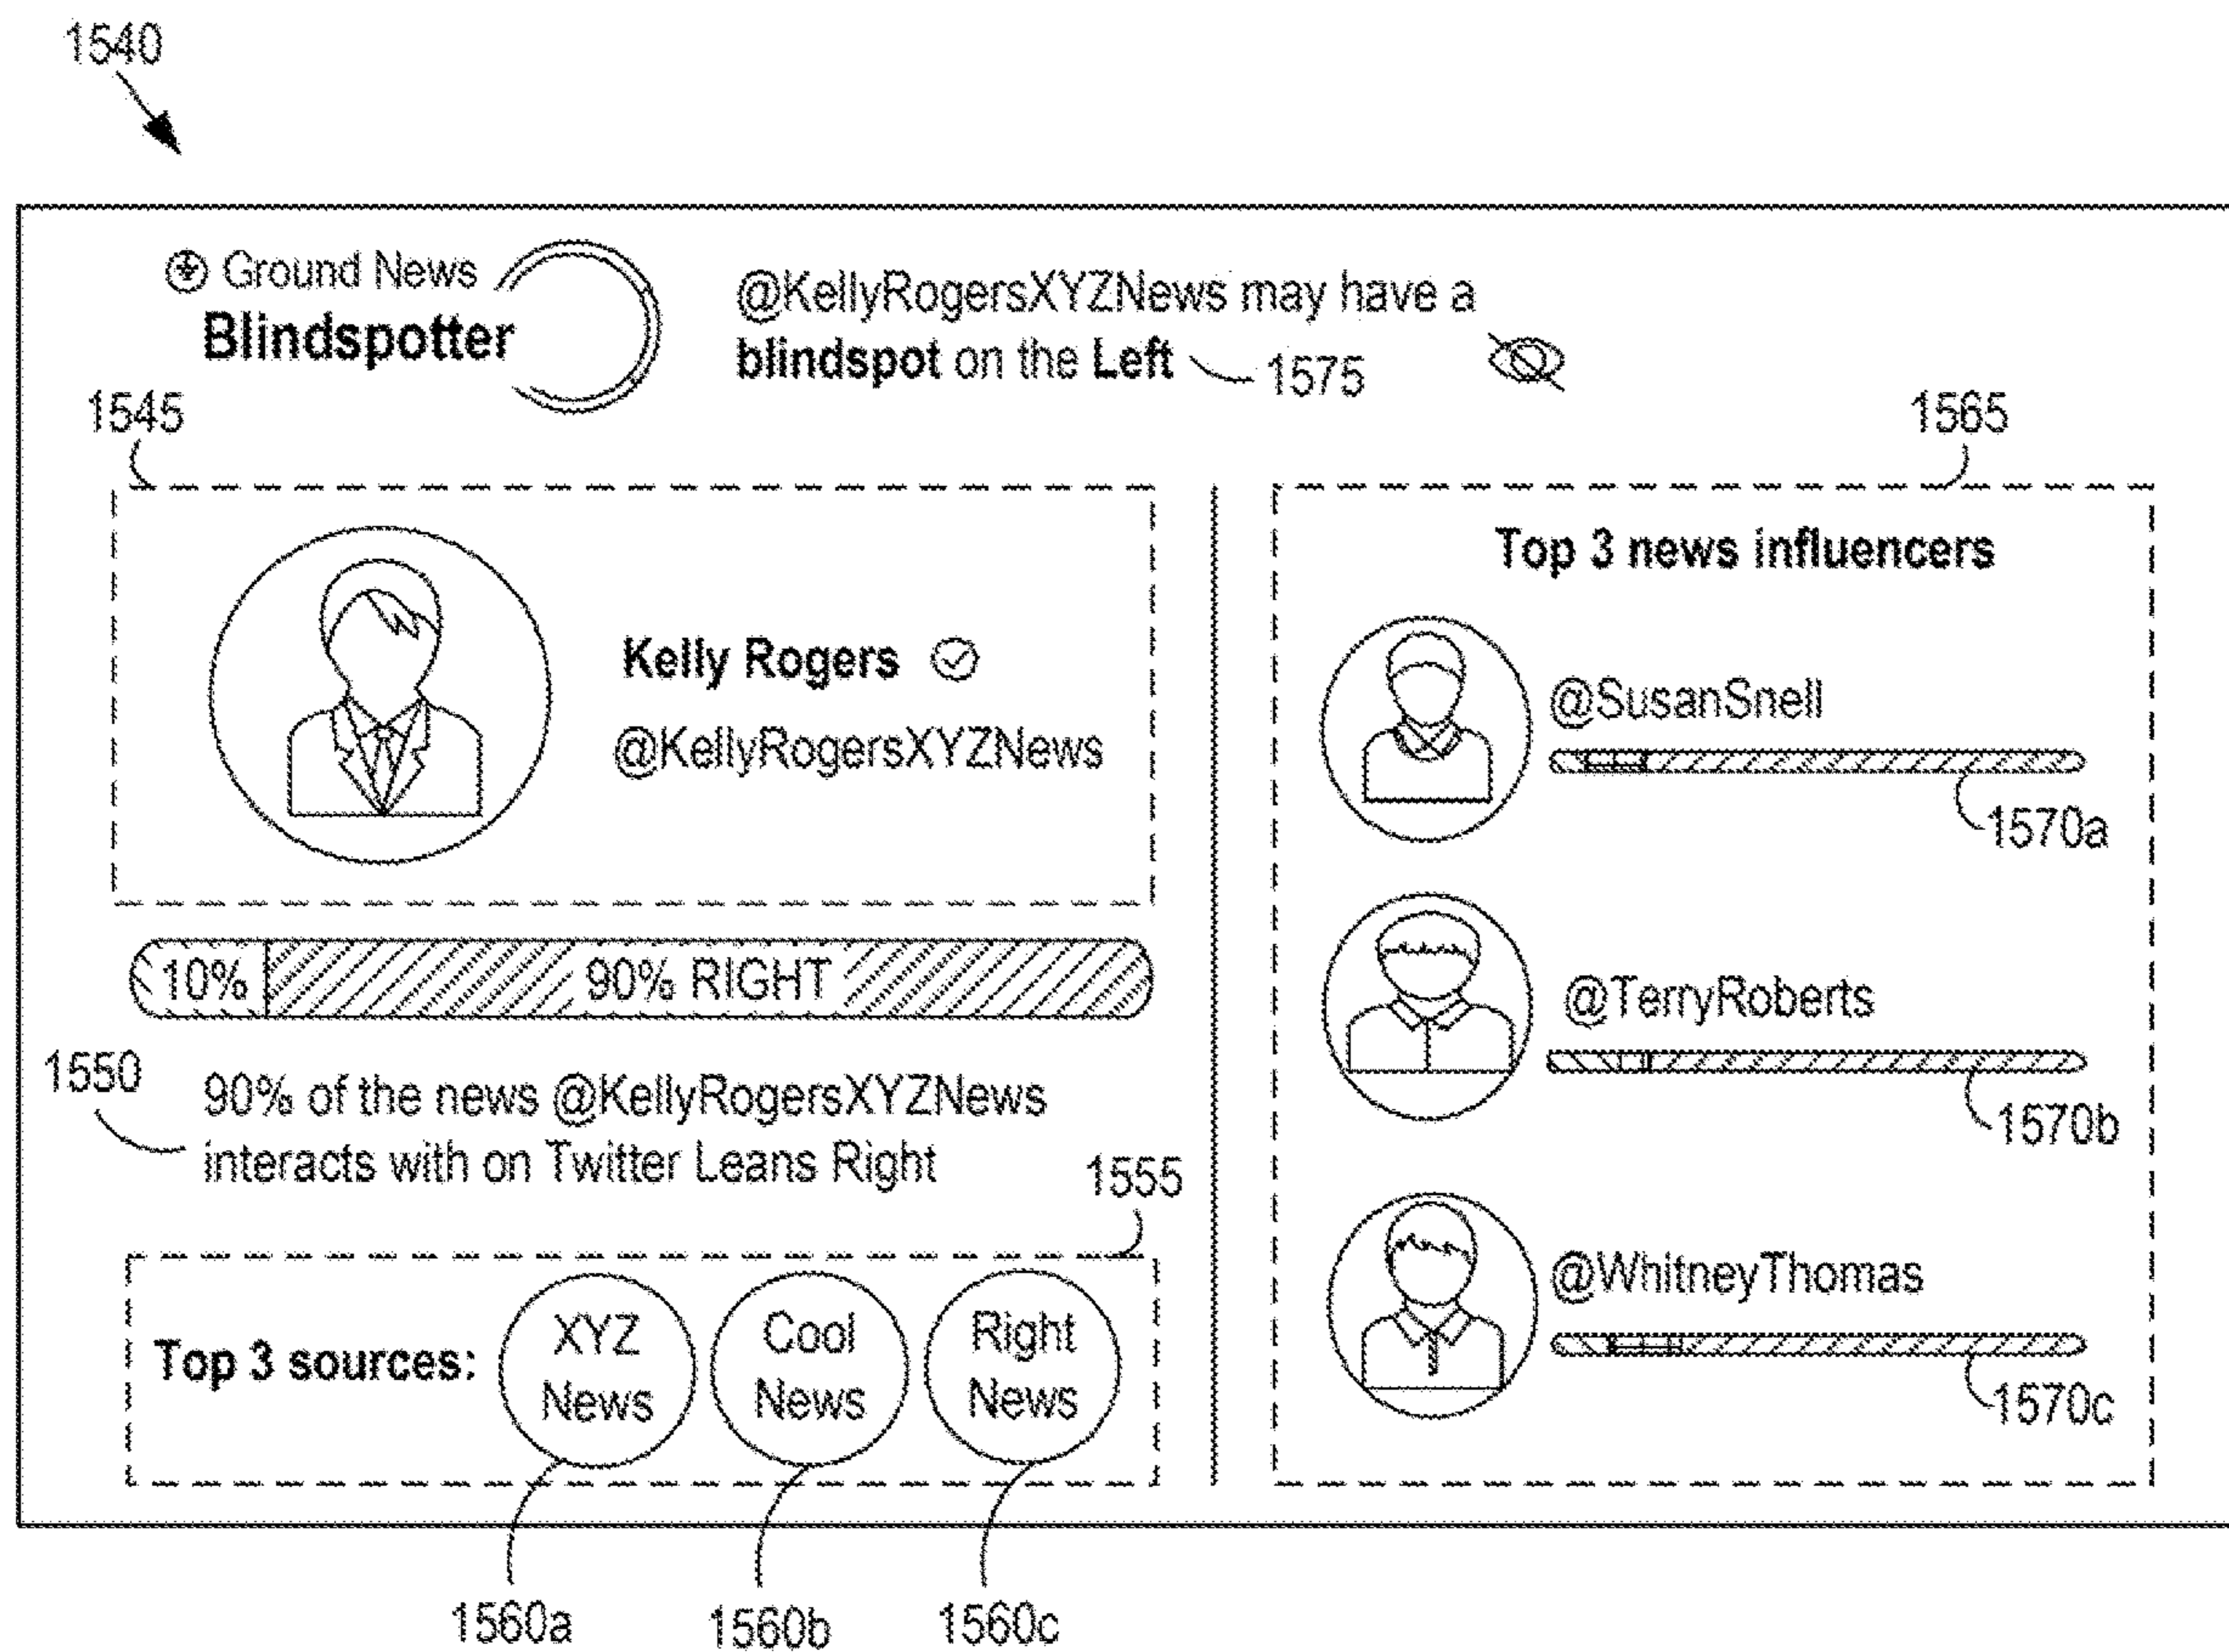 1540
Ground News
Blindspotter
@KellyRogersXYZNews may have a
blindspot on the Left
1575
1545
1565
Kelly Rogers
@KellyRogersXYZNews
10%
90% RIGHT
1550
90% of the news @KellyRogersXYZNews
interacts with on Twitter Leans Right
1555
Top 3 sources:
XYZ
News
Cool
News
Right
News
1560a
1560b
1560c
Top 3 news influencers
@SusanSnell
1570a
@TerryRoberts
1570b
@WhitneyThomas
1570c